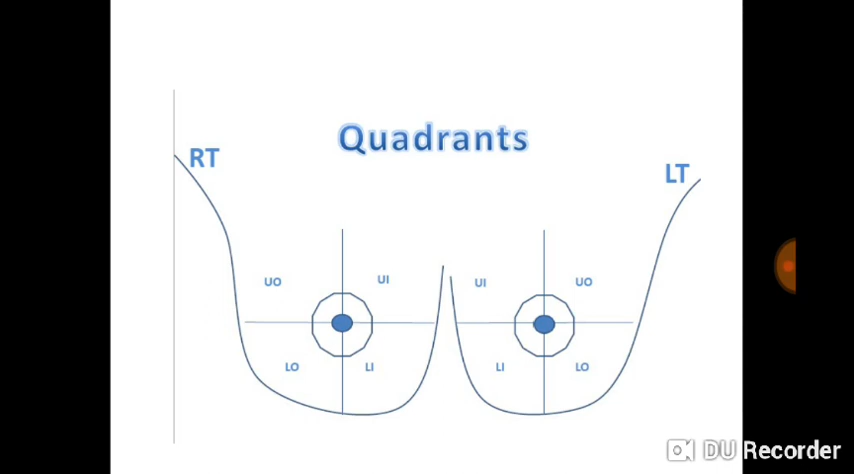 Quadrants
RT
LT
UO UI UI UO
LO LI LI LO
DU Recorder